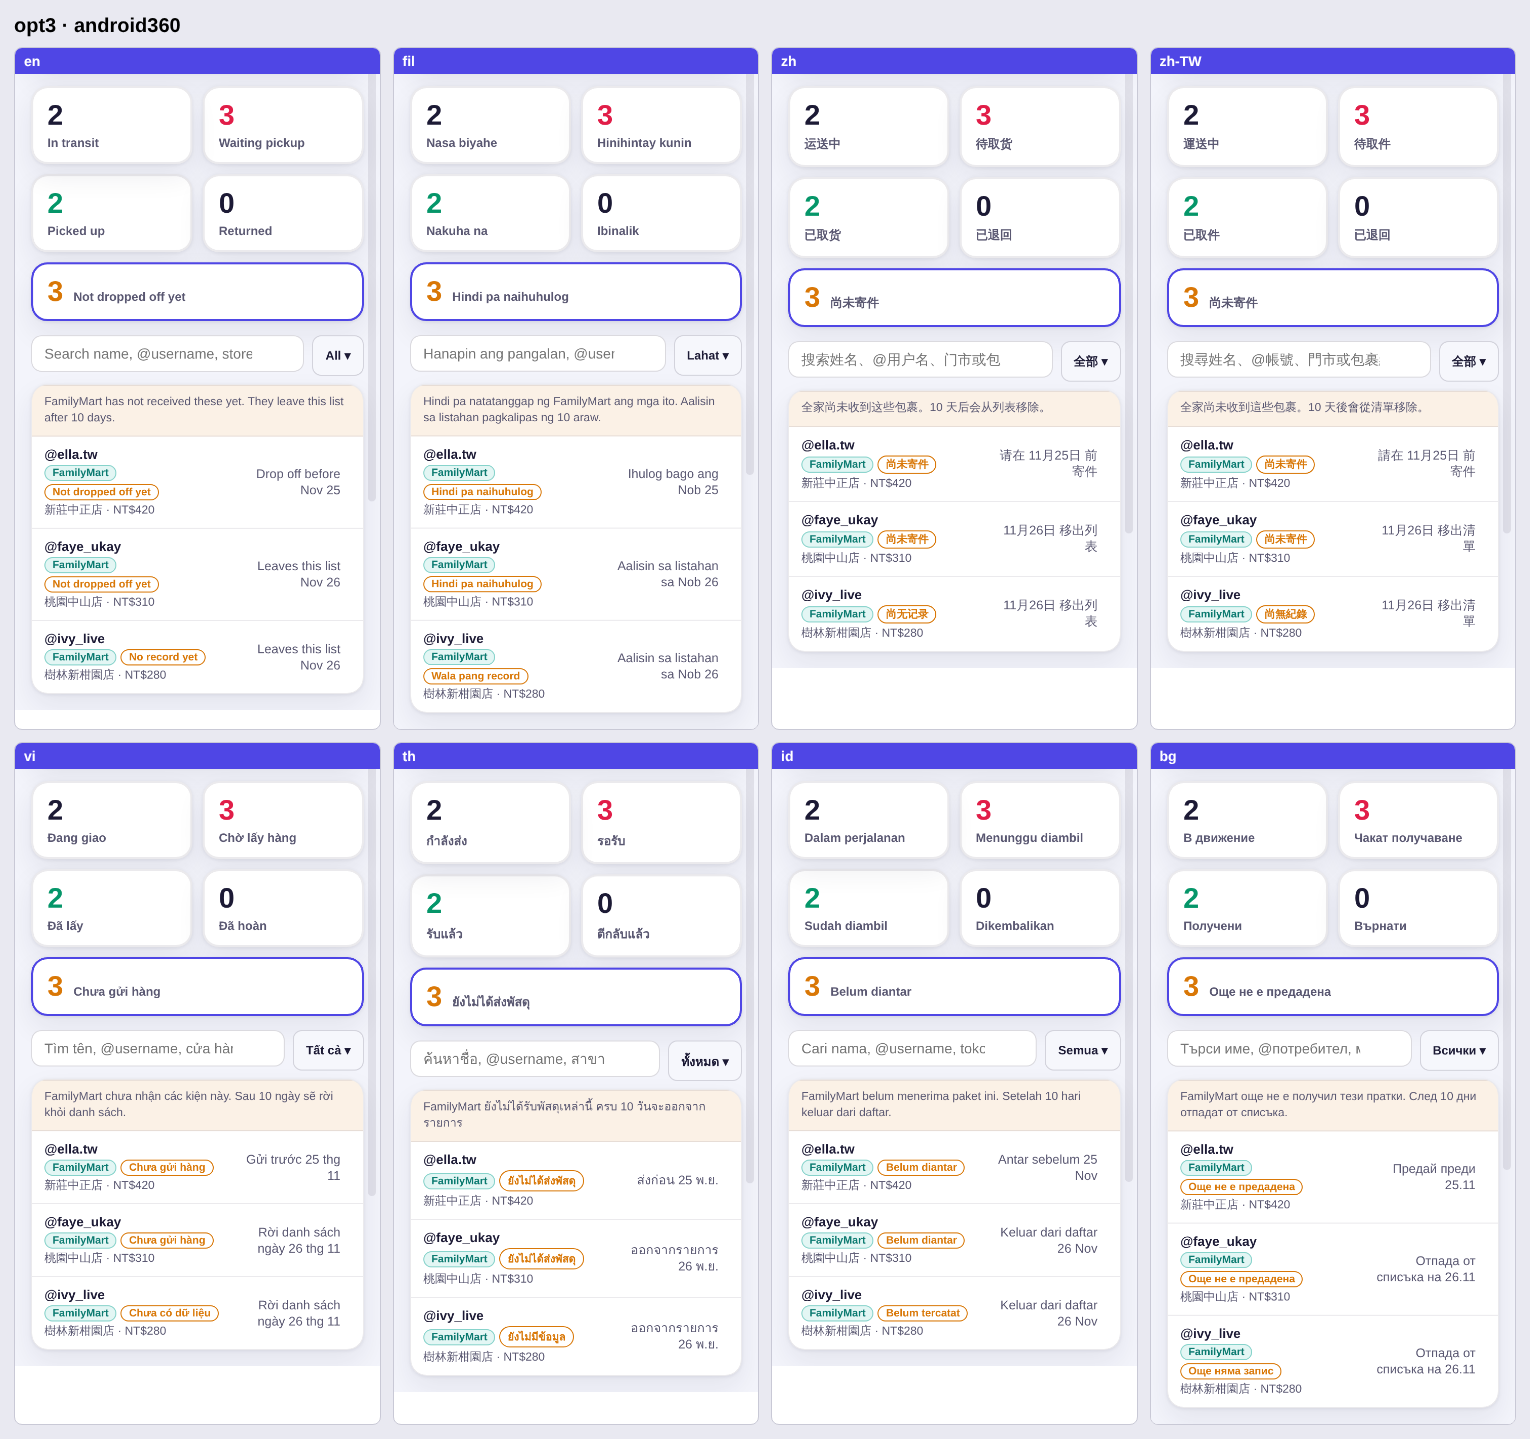 opt3 · android360
en
2
In transit
3
Waiting pickup
2
Picked up
0
Returned
3 Not dropped off yet
Search name, @username, store
All ▾
FamilyMart has not received these yet. They leave this list
after 10 days.
@ella.tw
FamilyMart
Not dropped off yet
新莊中正店 · NT$420
Drop off before
Nov 25
@faye_ukay
FamilyMart
Not dropped off yet
桃園中山店 · NT$310
Leaves this list
Nov 26
@ivy_live
FamilyMart No record yet
樹林新柑園店 · NT$280
Leaves this list
Nov 26
fil
2
Nasa biyahe
3
Hinihintay kunin
2
Nakuha na
0
Ibinalik
3 Hindi pa naihuhulog
Hanapin ang pangalan, @user
Lahat ▾
Hindi pa natatanggap ng FamilyMart ang mga ito. Aalisin
sa listahan pagkalipas ng 10 araw.
@ella.tw
FamilyMart
Hindi pa naihuhulog
新莊中正店 · NT$420
Ihulog bago ang
Nob 25
@faye_ukay
FamilyMart
Hindi pa naihuhulog
桃園中山店 · NT$310
Aalisin sa listahan
sa Nob 26
@ivy_live
FamilyMart
Wala pang record
樹林新柑園店 · NT$280
Aalisin sa listahan
sa Nob 26
zh
2
运送中
3
待取货
2
已取货
0
已退回
3 尚未寄件
搜索姓名、@用户名、门市或包
全部 ▾
全家尚未收到这些包裹。10 天后会从列表移除。
@ella.tw
FamilyMart 尚未寄件
新莊中正店 · NT$420
请在 11月25日 前
寄件
@faye_ukay
FamilyMart 尚未寄件
桃園中山店 · NT$310
11月26日 移出列
表
@ivy_live
FamilyMart 尚无记录
樹林新柑園店 · NT$280
11月26日 移出列
表
zh-TW
2
運送中
3
待取件
2
已取件
0
已退回
3 尚未寄件
搜尋姓名、@帳號、門市或包裹
全部 ▾
全家尚未收到這些包裹。10 天後會從清單移除。
@ella.tw
FamilyMart 尚未寄件
新莊中正店 · NT$420
請在 11月25日 前
寄件
@faye_ukay
FamilyMart 尚未寄件
桃園中山店 · NT$310
11月26日 移出清
單
@ivy_live
FamilyMart 尚無紀錄
樹林新柑園店 · NT$280
11月26日 移出清
單
vi
2
Đang giao
3
Chờ lấy hàng
2
Đã lấy
0
Đã hoàn
3 Chưa gửi hàng
Tìm tên, @username, cửa hàn
Tất cả ▾
FamilyMart chưa nhận các kiện này. Sau 10 ngày sẽ rời
khỏi danh sách.
@ella.tw
FamilyMart Chưa gửi hàng
新莊中正店 · NT$420
Gửi trước 25 thg
11
@faye_ukay
FamilyMart Chưa gửi hàng
桃園中山店 · NT$310
Rời danh sách
ngày 26 thg 11
@ivy_live
FamilyMart Chưa có dữ liệu
樹林新柑園店 · NT$280
Rời danh sách
ngày 26 thg 11
th
2
กำลังส่ง
3
รอรับ
2
รับแล้ว
0
ตีกลับแล้ว
3 ยังไม่ได้ส่งพัสดุ
ค้นหาชื่อ, @username, สาขา
ทั้งหมด ▾
FamilyMart ยังไม่ได้รับพัสดุเหล่านี้ ครบ 10 วันจะออกจาก
รายการ
@ella.tw
FamilyMart ยังไม่ได้ส่งพัสดุ
新莊中正店 · NT$420
ส่งก่อน 25 พ.ย.
@faye_ukay
FamilyMart ยังไม่ได้ส่งพัสดุ
桃園中山店 · NT$310
ออกจากรายการ
26 พ.ย.
@ivy_live
FamilyMart ยังไม่มีข้อมูล
樹林新柑園店 · NT$280
ออกจากรายการ
26 พ.ย.
id
2
Dalam perjalanan
3
Menunggu diambil
2
Sudah diambil
0
Dikembalikan
3 Belum diantar
Cari nama, @username, toko
Semua ▾
FamilyMart belum menerima paket ini. Setelah 10 hari
keluar dari daftar.
@ella.tw
FamilyMart Belum diantar
新莊中正店 · NT$420
Antar sebelum 25
Nov
@faye_ukay
FamilyMart Belum diantar
桃園中山店 · NT$310
Keluar dari daftar
26 Nov
@ivy_live
FamilyMart Belum tercatat
樹林新柑園店 · NT$280
Keluar dari daftar
26 Nov
bg
2
В движение
3
Чакат получаване
2
Получени
0
Върнати
3 Още не е предадена
Търси име, @потребител,
Всички ▾
FamilyMart още не е получил тези пратки. След 10 дни
отпадат от списъка.
@ella.tw
FamilyMart
Още не е предадена
新莊中正店 · NT$420
Предай преди
25.11
@faye_ukay
FamilyMart
Още не е предадена
桃園中山店 · NT$310
Отпада от
списъка на 26.11
@ivy_live
FamilyMart
Още няма запис
樹林新柑園店 · NT$280
Отпада от
списъка на 26.11